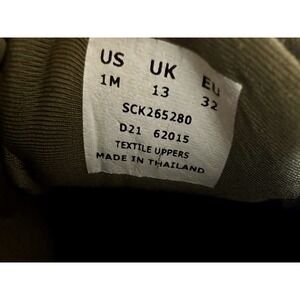 US UK EU
1M 13 32
SCK265280
D21 62015
TEXTILE UPPERS
MADE IN THAILAND